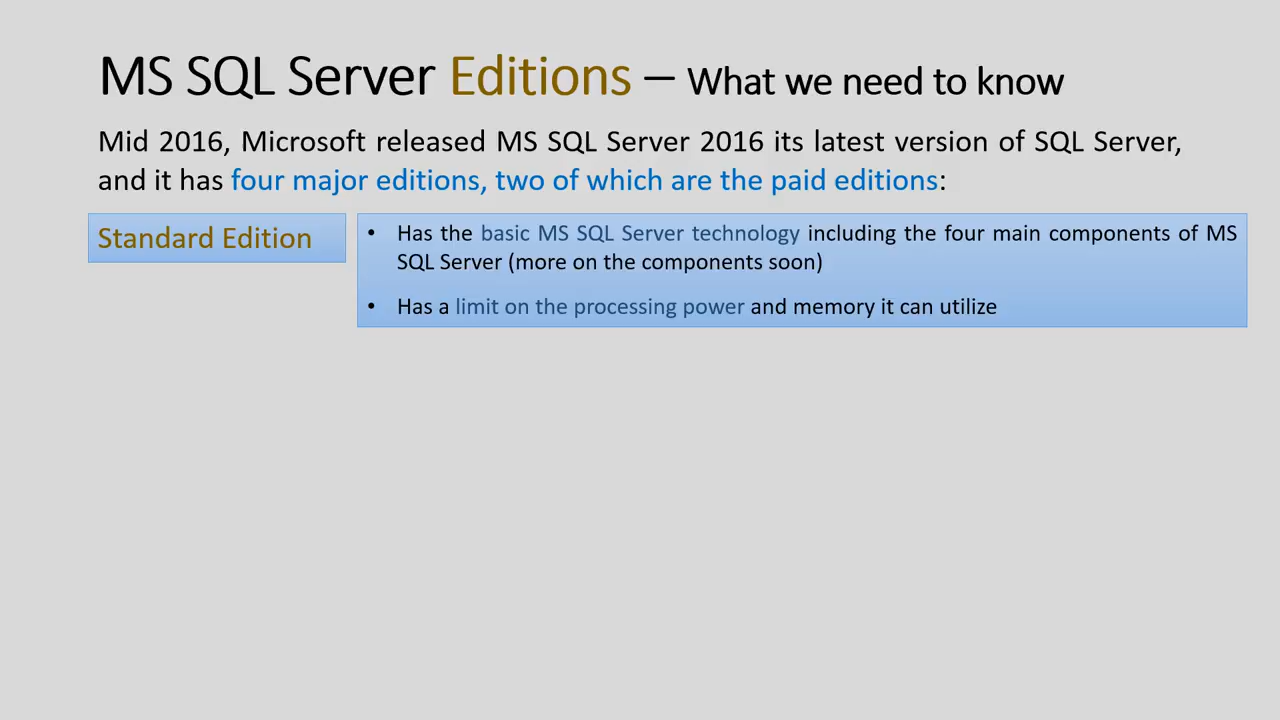 MS SQL Server Editions – What we need to know
Mid 2016, Microsoft released MS SQL Server 2016 its latest version of SQL Server,
and it has four major editions, two of which are the paid editions:
Standard Edition
• Has the basic MS SQL Server technology including the four main components of MS
SQL Server (more on the components soon)
• Has a limit on the processing power and memory it can utilize